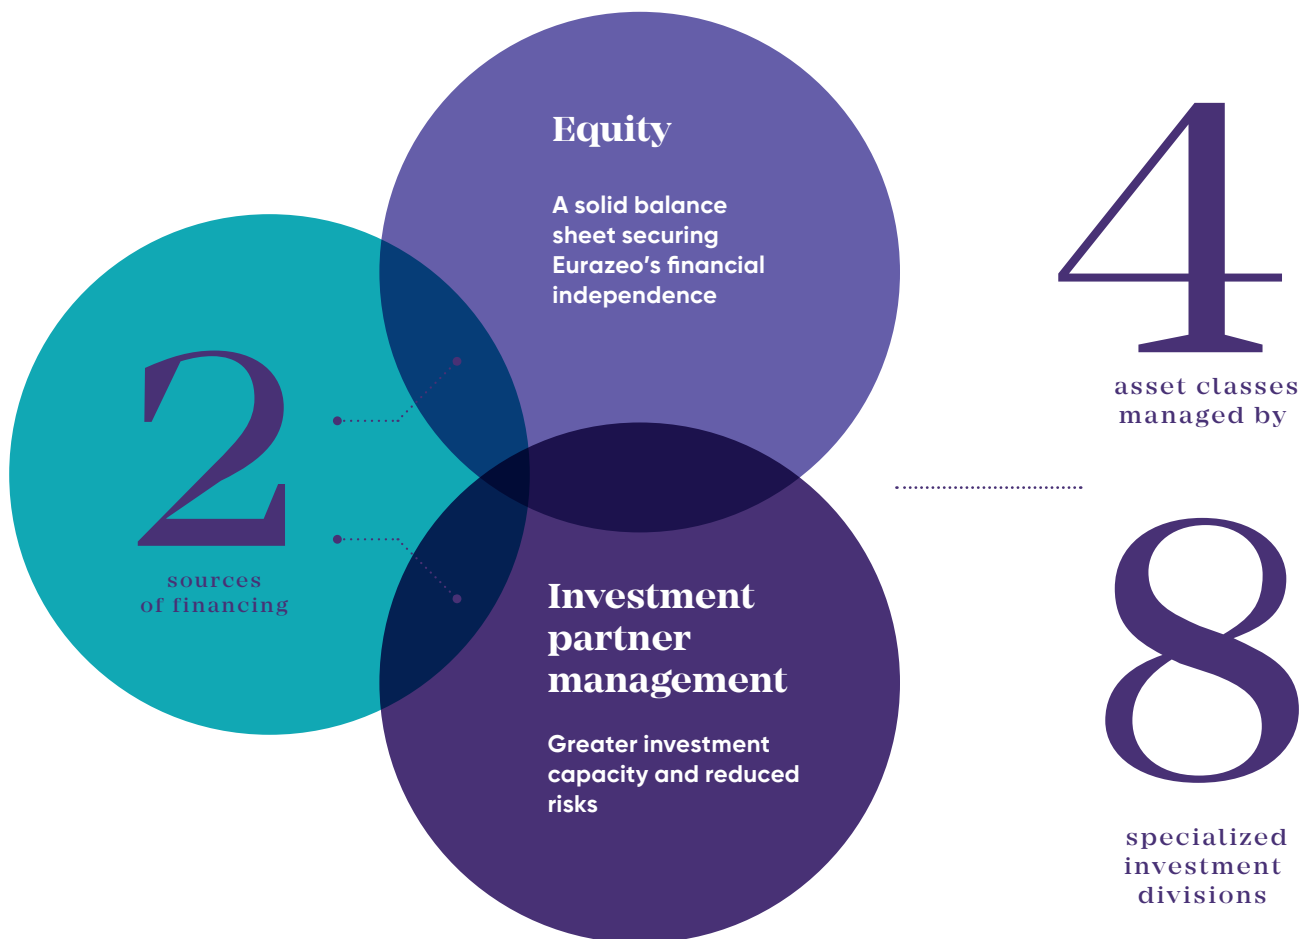 2
sources
of financing
Equity
A solid balance
sheet securing
Eurazeo’s financial
independence
Investment
partner
management
Greater investment
capacity and reduced
risks
4
asset classes
managed by
8
specialized
investment
divisions